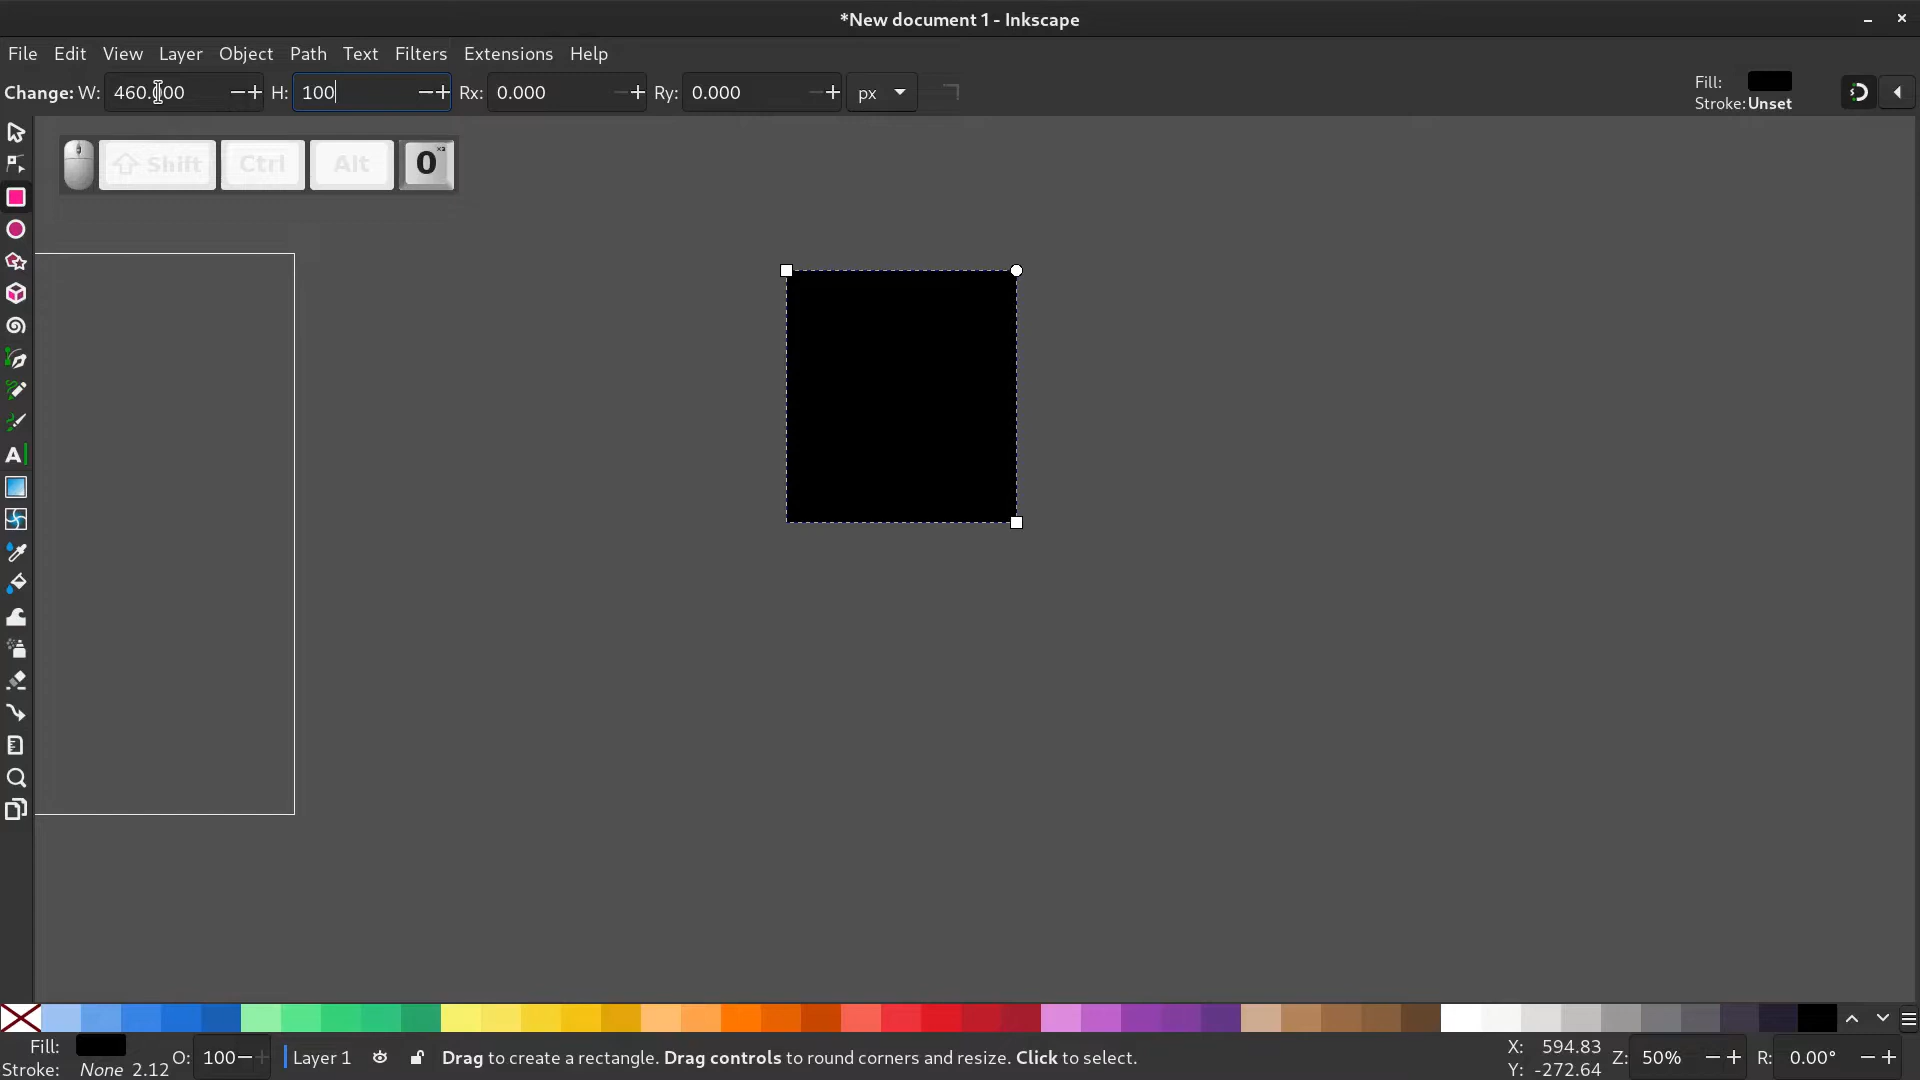 *New document 1 - Inkscape
File Edit View Layer Object Path Text Filters Extensions Help
Change: W: 460.000 H: 100 Rx: 0.000 Ry: 0.000 px
Fill:
Stroke: Unset
Shift Ctrl Alt 0 x3
Fill:
Stroke: None 2.12
O: 100
Layer 1
Drag to create a rectangle. Drag controls to round corners and resize. Click to select.
X: 594.83
Y: -272.64
Z: 50%
R: 0.00°